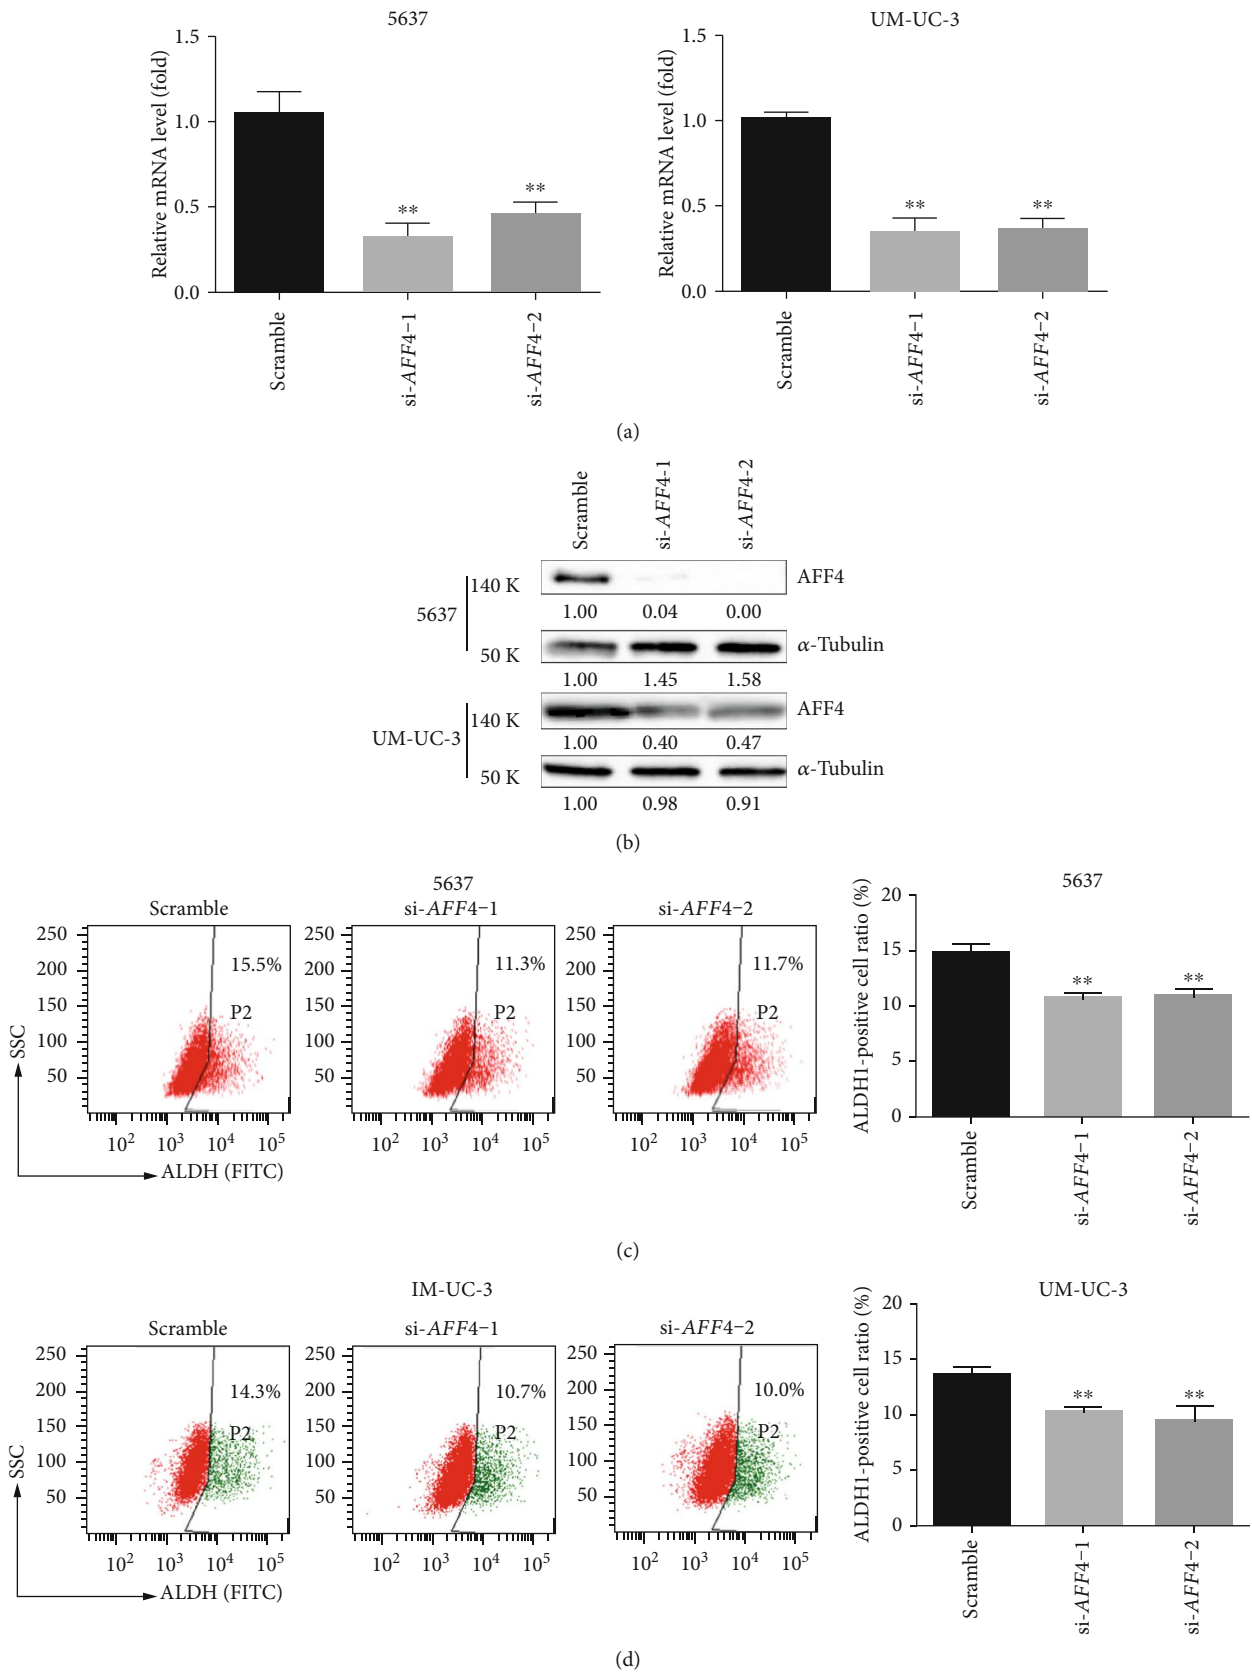 5637
UM-UC-3
Relative mRNA level (fold)
1.5
1.0
0.5
0.0
**
**
Scramble
si-AFF4−1
si-AFF4−2
Relative mRNA level (fold)
1.5
1.0
0.5
0.0
**
**
Scramble
si-AFF4−1
si-AFF4−2
(a)
Scramble
si-AFF4-1
si-AFF4-2
5637
140 K
AFF4
1.00 0.04 0.00
50 K
α-Tubulin
1.00 1.45 1.58
UM-UC-3
140 K
AFF4
1.00 0.40 0.47
50 K
α-Tubulin
1.00 0.98 0.91
(b)
5637
Scramble
si-AFF4−1
si-AFF4−2
SSC
250
200
150
100
50
15.5%
P2
10² 10³ 10⁴ 10⁵
250
200
150
100
50
11.3%
P2
10² 10³ 10⁴ 10⁵
250
200
150
100
50
11.7%
P2
10² 10³ 10⁴ 10⁵
ALDH (FITC)
5637
ALDH1-positive cell ratio (%)
20
15
10
5
0
**
**
Scramble
si-AFF4−1
si-AFF4−2
(c)
IM-UC-3
Scramble
si-AFF4−1
si-AFF4−2
SSC
250
200
150
100
50
14.3%
P2
10² 10³ 10⁴ 10⁵
250
200
150
100
50
10.7%
P2
10² 10³ 10⁴ 10⁵
250
200
150
100
50
10.0%
P2
10² 10³ 10⁴ 10⁵
ALDH (FITC)
UM-UC-3
ALDH1-positive cell ratio (%)
20
15
10
5
0
**
**
Scramble
si-AFF4−1
si-AFF4−2
(d)